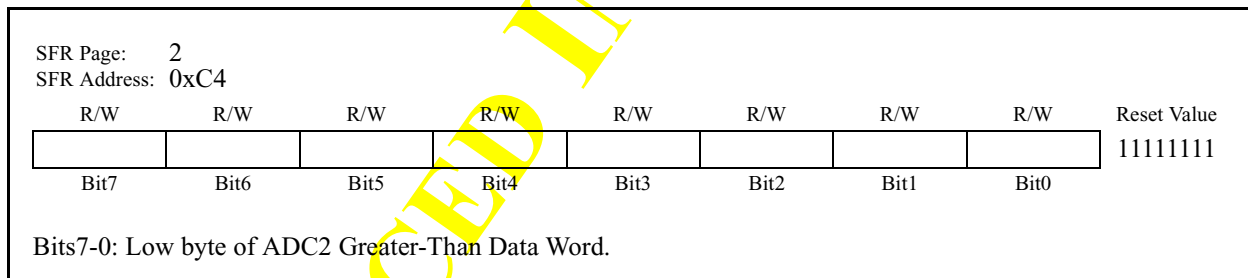 SFR Page: 2
SFR Address: 0xC4
R/W R/W R/W R/W R/W R/W R/W R/W Reset Value
11111111
Bit7 Bit6 Bit5 Bit4 Bit3 Bit2 Bit1 Bit0
Bits7-0: Low byte of ADC2 Greater-Than Data Word.
CED I